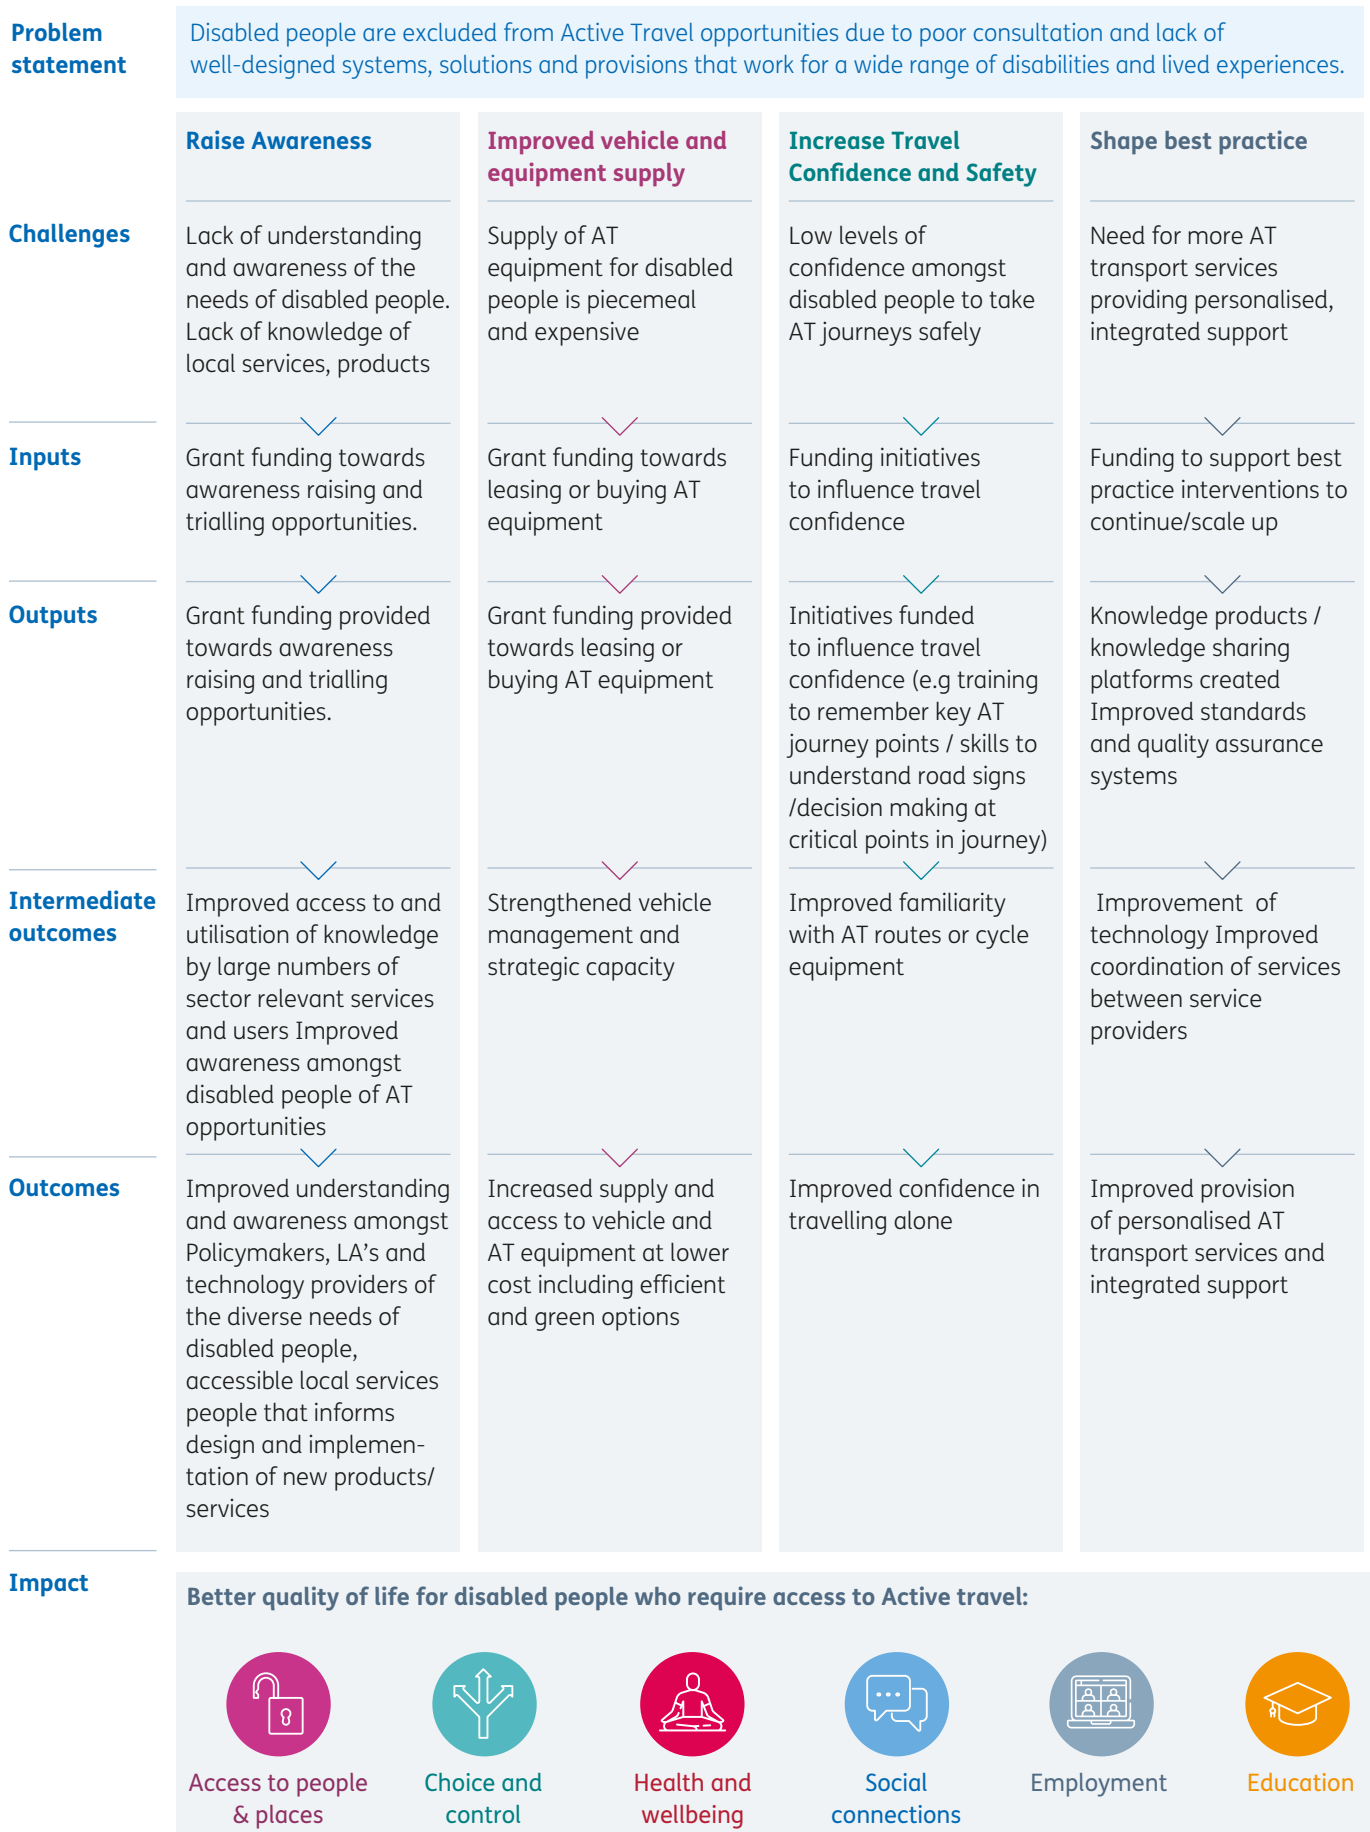 Problem
statement
Disabled people are excluded from Active Travel opportunities due to poor consultation and lack of
well-designed systems, solutions and provisions that work for a wide range of disabilities and lived experiences.
Raise Awareness
Improved vehicle and
equipment supply
Increase Travel
Confidence and Safety
Shape best practice
Challenges
Lack of understanding
and awareness of the
needs of disabled people.
Lack of knowledge of
local services, products
Supply of AT
equipment for disabled
people is piecemeal
and expensive
Low levels of
confidence amongst
disabled people to take
AT journeys safely
Need for more AT
transport services
providing personalised,
integrated support
Inputs
Grant funding towards
awareness raising and
trialling opportunities.
Grant funding towards
leasing or buying AT
equipment
Funding initiatives
to influence travel
confidence
Funding to support best
practice interventions to
continue/scale up
Outputs
Grant funding provided
towards awareness
raising and trialling
opportunities.
Grant funding provided
towards leasing or
buying AT equipment
Initiatives funded
to influence travel
confidence (e.g training
to remember key AT
journey points / skills to
understand road signs
/decision making at
critical points in journey)
Knowledge products /
knowledge sharing
platforms created
Improved standards
and quality assurance
systems
Intermediate
outcomes
Improved access to and
utilisation of knowledge
by large numbers of
sector relevant services
and users Improved
awareness amongst
disabled people of AT
opportunities
Strengthened vehicle
management and
strategic capacity
Improved familiarity
with AT routes or cycle
equipment
Improvement of
technology Improved
coordination of services
between service
providers
Outcomes
Improved understanding
and awareness amongst
Policymakers, LA's and
technology providers of
the diverse needs of
disabled people,
accessible local services
people that informs
design and implemen-
tation of new products/
services
Increased supply and
access to vehicle and
AT equipment at lower
cost including efficient
and green options
Improved confidence in
travelling alone
Improved provision
of personalised AT
transport services and
integrated support
Impact
Better quality of life for disabled people who require access to Active travel:
Access to people
& places
Choice and
control
Health and
wellbeing
Social
connections
Employment
Education